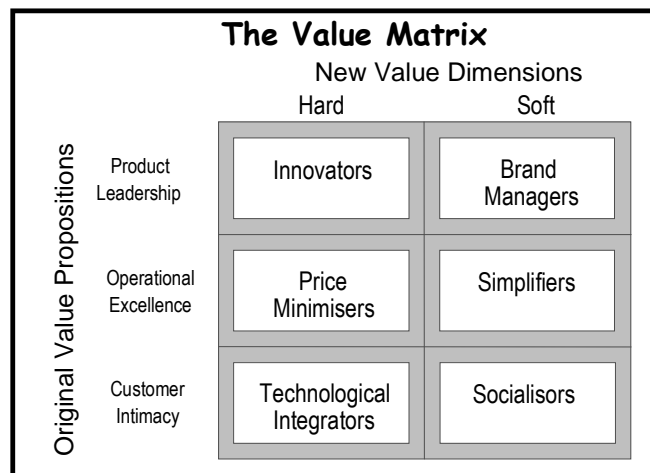 The Value Matrix
New Value Dimensions
Hard
Soft
Original Value Propositions
Product
Leadership
Innovators
Brand
Managers
Operational
Excellence
Price
Minimisers
Simplifiers
Customer
Intimacy
Technological
Integrators
Socialisors